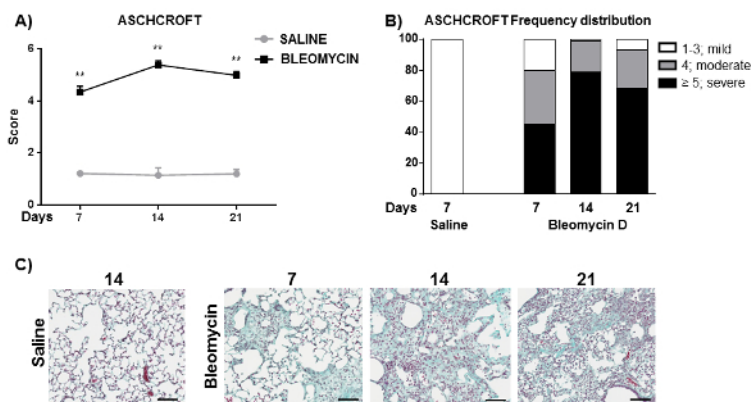 A)
ASCHCROFT
SALINE
BLEOMYCIN
**
**
**
6
4
2
0
Score
Days
7
14
21
B)
ASCHCROFT Frequency distribution
100
80
60
40
20
0
1-3; mild
4; moderate
≥ 5; severe
Days
7
7
14
21
Saline
Bleomycin D
C)
14
7
14
21
Saline
Bleomycin